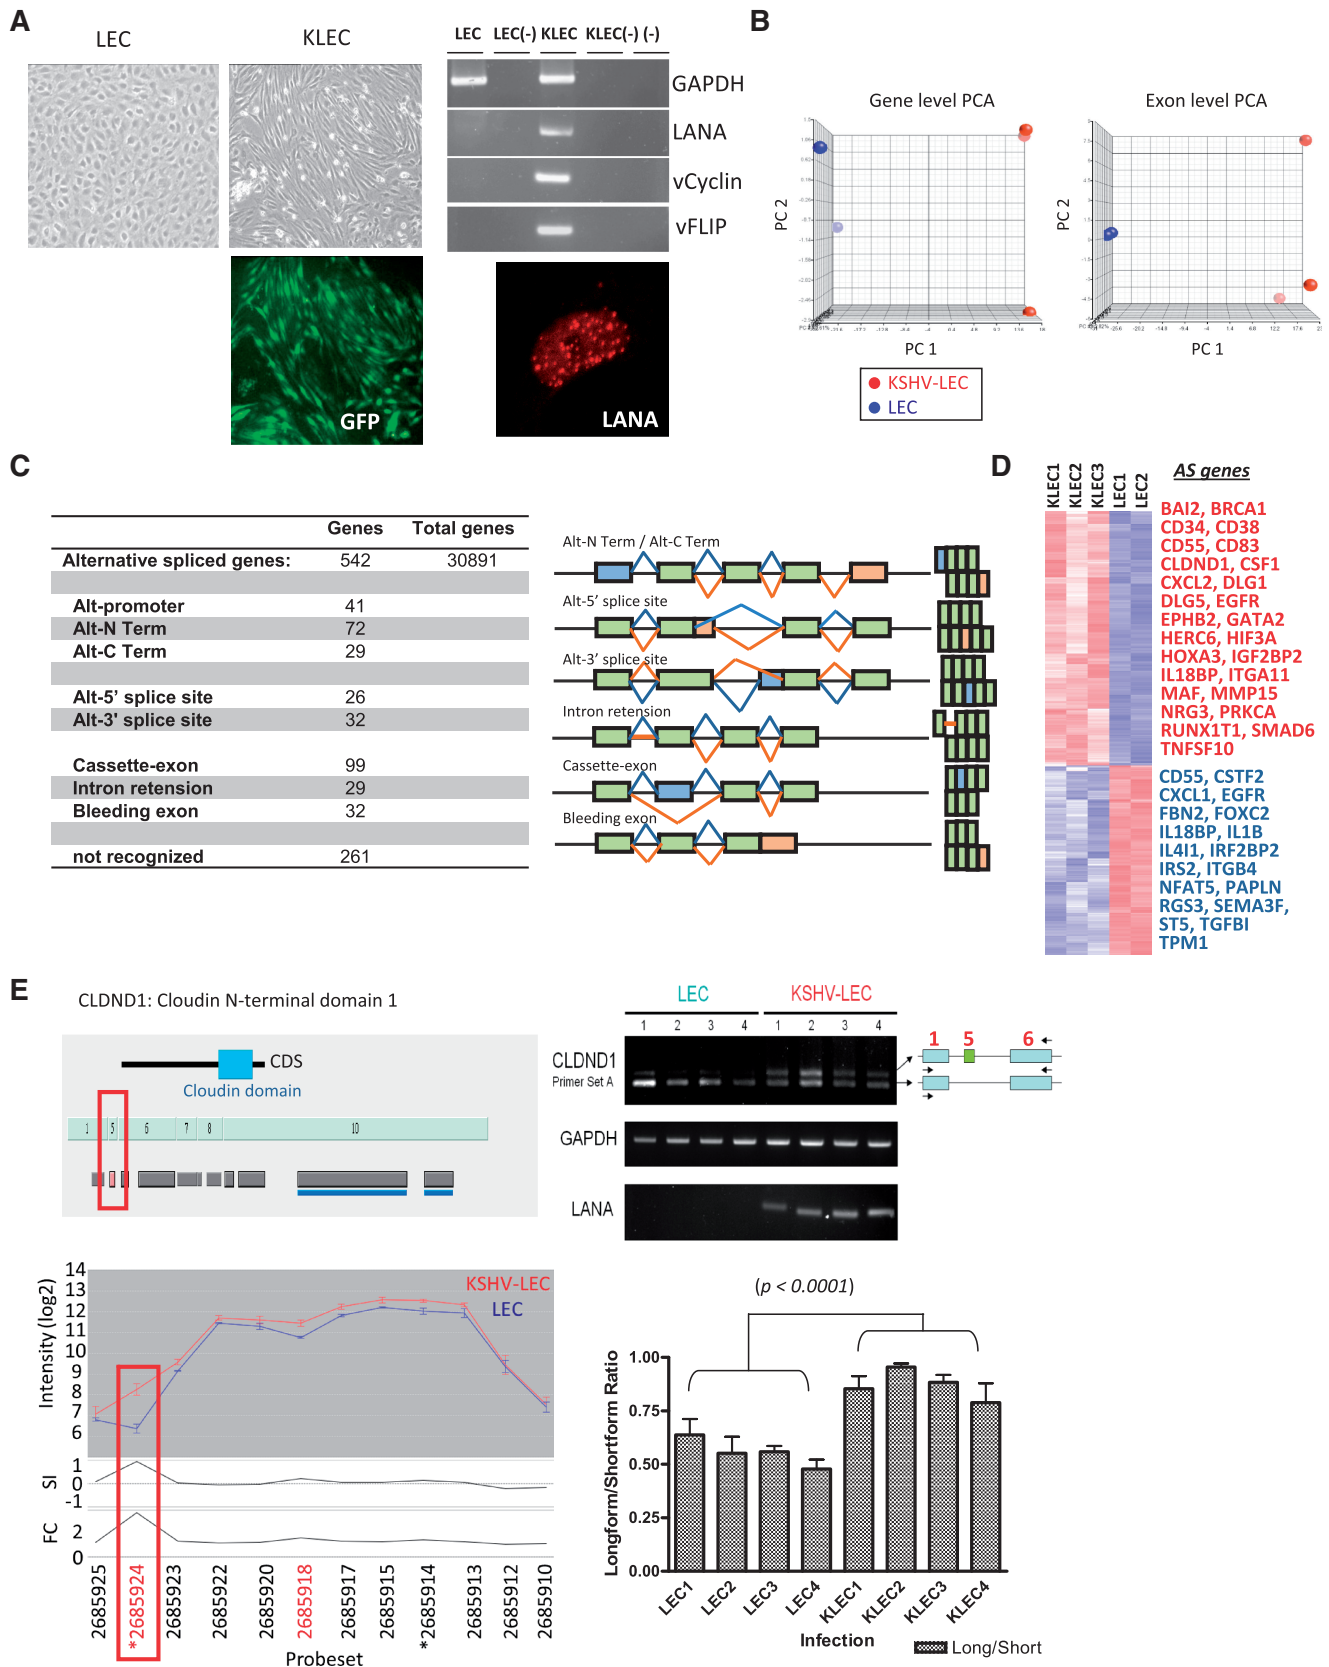 A
LEC
KLEC
LEC LEC(-) KLEC KLEC(-) (-)
GAPDH
LANA
vCyclin
vFLIP
GFP
LANA
B
Gene level PCA
Exon level PCA
PC 2
PC 1
PC 2
PC 1
KSHV-LEC
LEC
C
Genes Total genes
Alternative spliced genes: 542 30891
Alt-promoter 41
Alt-N Term 72
Alt-C Term 29
Alt-5’ splice site 26
Alt-3' splice site 32
Cassette-exon 99
Intron retention 29
Bleeding exon 32
not recognized 261
Alt-N Term / Alt-C Term
Alt-5’ splice site
Alt-3’ splice site
Intron retention
Cassette-exon
Bleeding exon
D
KLEC1 KLEC2 KLEC3 LEC1 LEC2
AS genes
BAI2, BRCA1
CD34, CD38
CD55, CD83
CLDND1, CSF1
CXCL2, DLG1
DLG5, EGFR
EPHB2, GATA2
HERC6, HIF3A
HOXA3, IGF2BP2
IL18BP, ITGA11
MAF, MMP15
NRG3, PRKCA
RUNX1T1, SMAD6
TNFSF10
CD55, CSTF2
CXCL1, EGFR
FBN2, FOXC2
IL18BP, IL1B
IL4I1, IRF2BP2
IRS2, ITGB4
NFAT5, PAPLN
RGS3, SEMA3F,
ST5, TGFBI
TPM1
E
CLDND1: Cloudin N-terminal domain 1
CDS
Cloudin domain
1 5 6 7 8 10
LEC KSHV-LEC
1 2 3 4 1 2 3 4
CLDND1
Primer Set A
GAPDH
LANA
1 5 6
Intensity (log2)
14
13
12
11
10
9
8
7
6
KSHV-LEC
LEC
SI
1
0
-1
FC
2
0
2685925
*2685924
2685923
2685922
2685920
2685918
2685917
2685915
*2685914
2685913
2685912
2685910
Probeset
(p < 0.0001)
Longform/Shortform Ratio
1.00
0.75
0.50
0.25
0.00
LEC1 LEC2 LEC3 LEC4 KLEC1 KLEC2 KLEC3 KLEC4
Infection
Long/Short